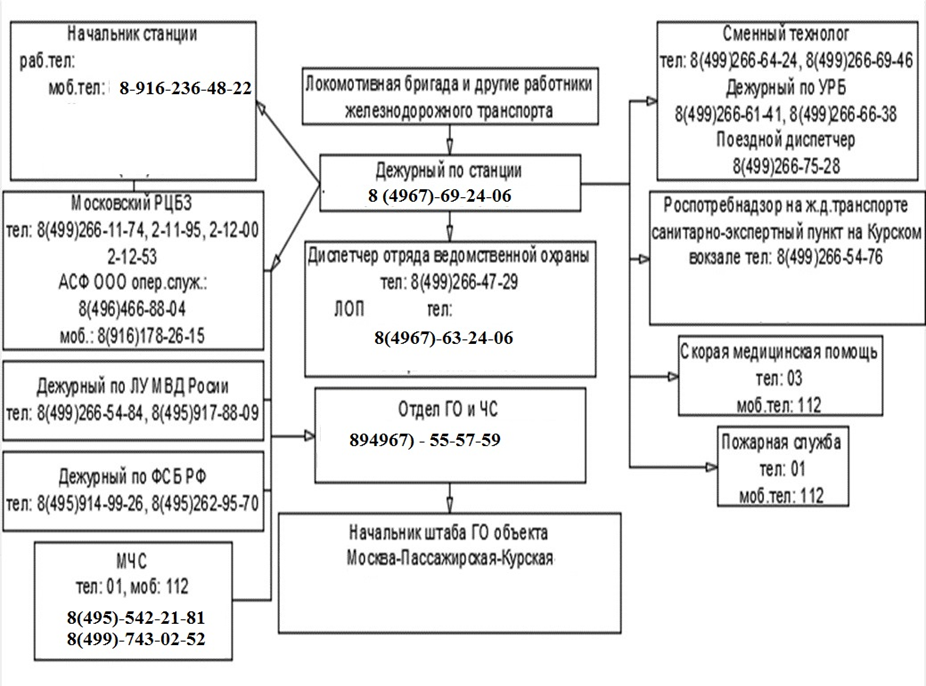 Начальник станции
раб.тел:
моб.тел: 8-916-236-48-22
Локомотивная бригада и другие работники
железнодорожного транспорта
Дежурный по станции
8 (4967)-69-24-06
Сменный технолог
тел: 8(499)266-64-24, 8(499)266-69-46
Дежурный по УРБ
8(499)266-61-41, 8(499)266-66-38
Поездной диспетчер
8(499)266-75-28
Московский РЦБЗ
тел: 8(499)266-11-74, 2-11-95, 2-12-00
2-12-53
АСФ ООО опер.служ.:
8(496)466-88-04
моб.: 8(916)178-26-15
Диспетчер отряда ведомственной охраны
тел: 8(499)266-47-29
ЛОП тел:
8(4967)-63-24-06
Роспотребнадзор на ж.д.транспорте
санитарно-экспертный пункт на Курском
вокзале тел: 8(499)266-54-76
Дежурный по ЛУ МВД Росии
тел: 8(499)266-54-84, 8(495)917-88-09
Отдел ГО и ЧС
894967) - 55-57-59
Скорая медицинская помощь
тел: 03
моб.тел: 112
Дежурный по ФСБ РФ
тел: 8(495)914-99-26, 8(495)262-95-70
Пожарная служба
тел: 01
моб.тел: 112
МЧС
тел: 01, моб: 112
8(495)-542-21-81
8(499)-743-02-52
Начальник штаба ГО объекта
Москва-Пассажирская-Курская